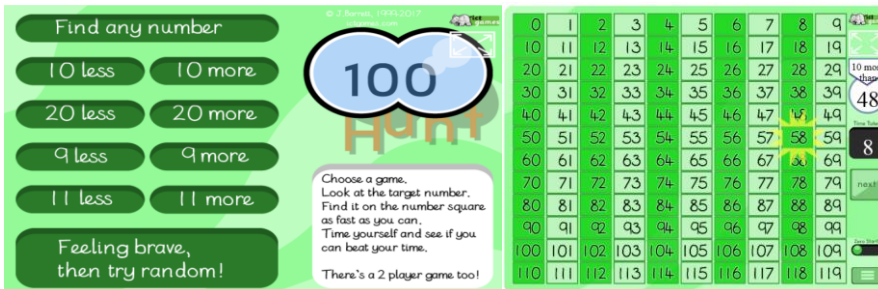 Find any number
10 less 10 more
20 less 20 more
9 less 9 more
11 less 11 more
Feeling brave,
then try random!
100
Hunt
Choose a game.
Look at the target number.
Find it on the number square
as fast as you can.
Time yourself and see if you
can beat your time.
There's a 2 player game too!
0 1 2 3 4 5 6 7 8 9
10 11 12 13 14 15 16 17 18 19
20 21 22 23 24 25 26 27 28 29
30 31 32 33 34 35 36 37 38 39
40 41 42 43 44 45 46 47 48 49
50 51 52 53 54 55 56 57 58 59
60 61 62 63 64 65 66 67 68 69
70 71 72 73 74 75 76 77 78 79
80 81 82 83 84 85 86 87 88 89
90 91 92 93 94 95 96 97 98 99
100 101 102 103 104 105 106 107 108 109
110 111 112 113 114 115 116 117 118 119
10 mor
than
48
8
next